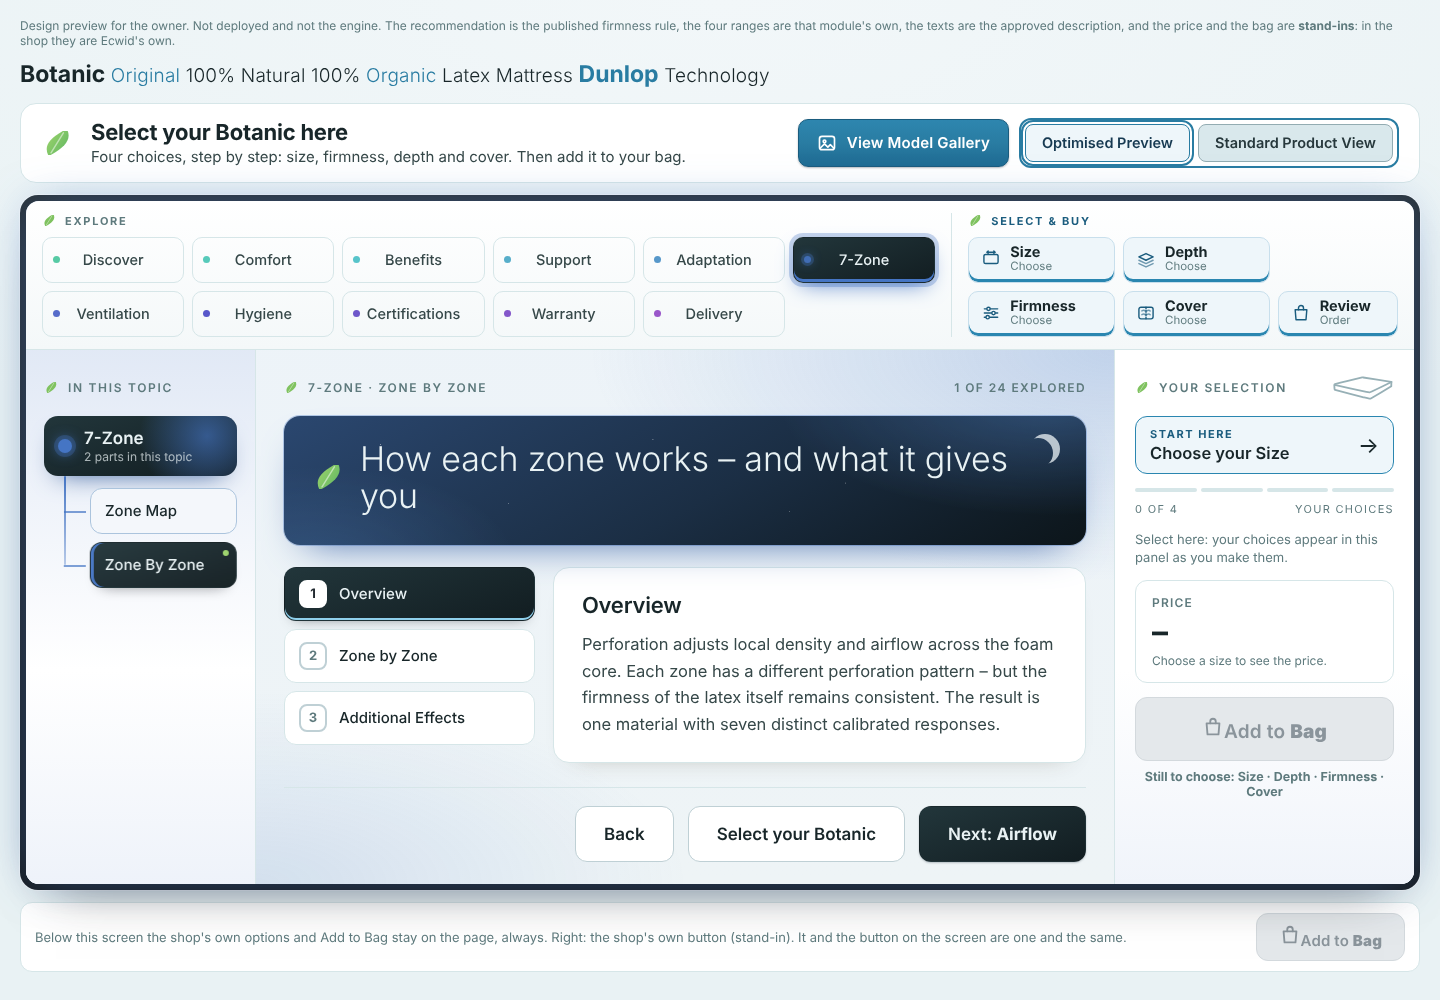 Design preview for the owner. Not deployed and not the engine. The recommendation is the published firmness rule, the four ranges are that module's own, the texts are the approved description, and the price and the bag are stand-ins: in the
shop they are Ecwid's own.
Botanic Original 100% Natural 100% Organic Latex Mattress Dunlop Technology
Select your Botanic here
Four choices, step by step: size, firmness, depth and cover. Then add it to your bag.
View Model Gallery
Optimised Preview
Standard Product View
EXPLORE
Discover
Comfort
Benefits
Support
Adaptation
7-Zone
Ventilation
Hygiene
Certifications
Warranty
Delivery
SELECT & BUY
Size
Choose
Depth
Choose
Firmness
Choose
Cover
Choose
Review
Order
IN THIS TOPIC
7-Zone
2 parts in this topic
Zone Map
Zone By Zone
7-ZONE · ZONE BY ZONE
1 OF 24 EXPLORED
How each zone works – and what it gives
you
1 Overview
2 Zone by Zone
3 Additional Effects
Overview
Perforation adjusts local density and airflow across the foam
core. Each zone has a different perforation pattern – but the
firmness of the latex itself remains consistent. The result is
one material with seven distinct calibrated responses.
Back
Select your Botanic
Next: Airflow
YOUR SELECTION
START HERE
Choose your Size
0 OF 4
YOUR CHOICES
Select here: your choices appear in this
panel as you make them.
PRICE
–
Choose a size to see the price.
Add to Bag
Still to choose: Size · Depth · Firmness ·
Cover
Below this screen the shop's own options and Add to Bag stay on the page, always. Right: the shop's own button (stand-in). It and the button on the screen are one and the same.
Add to Bag